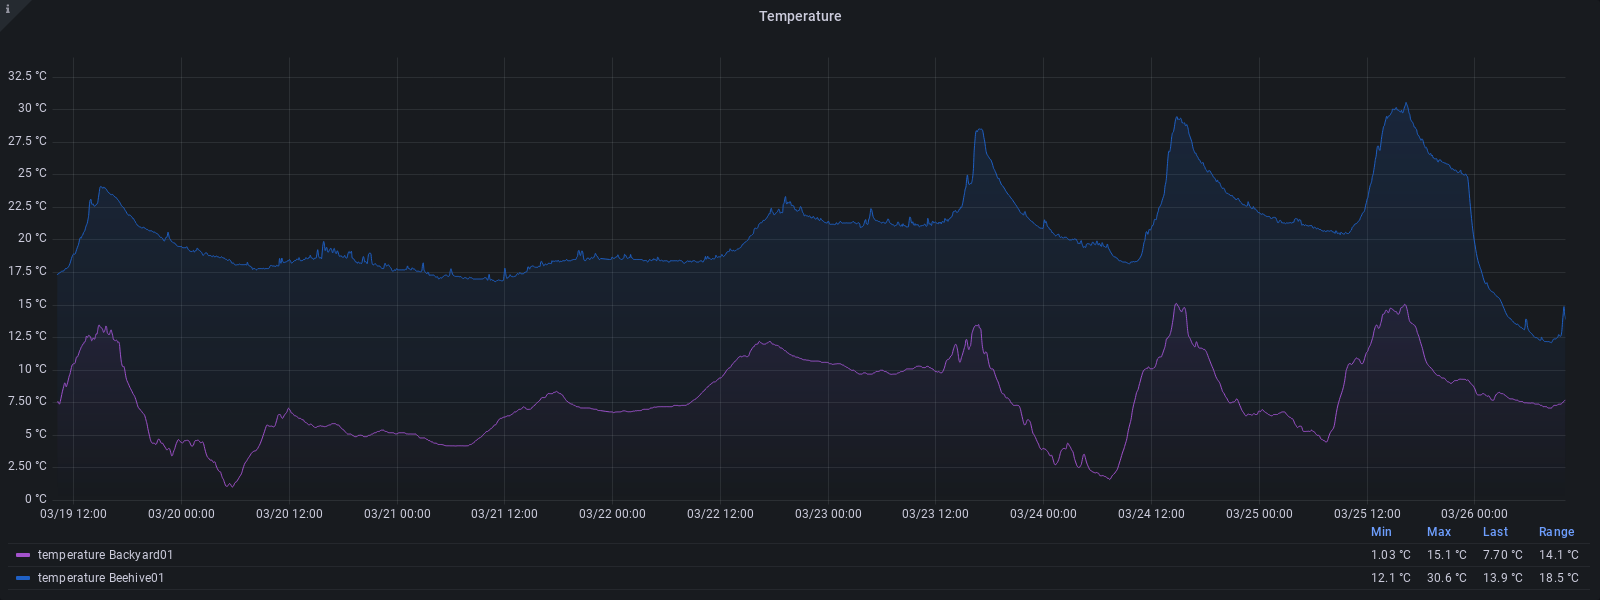 i
Temperature
32.5 °C
30 °C
27.5 °C
25 °C
22.5 °C
20 °C
17.5 °C
15 °C
12.5 °C
10 °C
7.50 °C
5 °C
2.50 °C
0 °C
03/19 12:00 03/20 00:00 03/20 12:00 03/21 00:00 03/21 12:00 03/22 00:00 03/22 12:00 03/23 00:00 03/23 12:00 03/24 00:00 03/24 12:00 03/25 00:00 03/25 12:00 03/26 00:00
Min Max Last Range
temperature Backyard01 1.03 °C 15.1 °C 7.70 °C 14.1 °C
temperature Beehive01 12.1 °C 30.6 °C 13.9 °C 18.5 °C